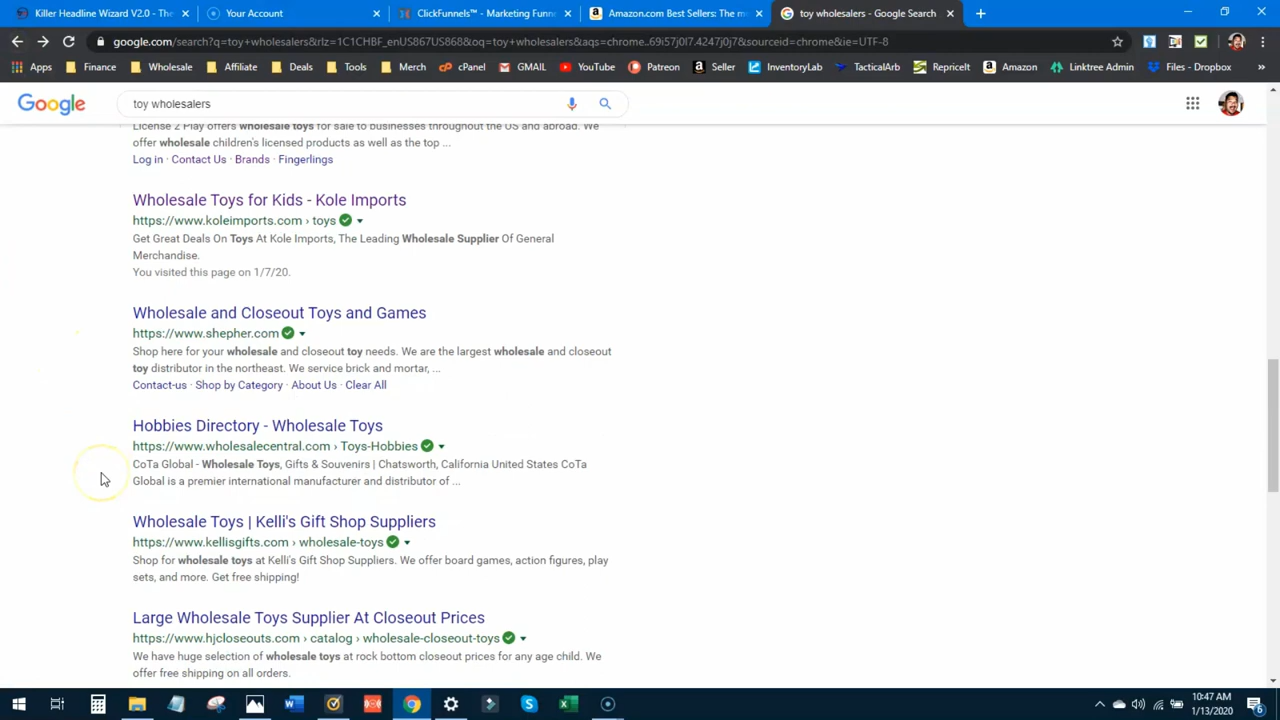 Killer Headline Wizard V2.0 - The
Your Account
ClickFunnels™ - Marketing Funn
Amazon.com Best Sellers: The m
toy wholesalers - Google Search
google.com/search?q=toy+wholesalers&rlz=1C1CHBF_enUS867US868&oq=toy+wholesalers&aqs=chrome..69i57j0l7.4247j0j7&sourceid=chrome&ie=UTF-8
Apps Finance Wholesale Affiliate Deals Tools Merch cPanel GMAIL YouTube Patreon Seller InventoryLab TacticalArb RepriceIt Amazon Linktree Admin Files - Dropbox »
Google
toy wholesalers
License 2 Play offers wholesale toys for sale to businesses throughout the US and abroad. We
offer wholesale children's licensed products as well as the top ...
Log in · Contact Us · Brands · Fingerlings
Wholesale Toys for Kids - Kole Imports
https://www.koleimports.com › toys
Get Great Deals On Toys At Kole Imports, The Leading Wholesale Supplier Of General
Merchandise.
You visited this page on 1/7/20.
Wholesale and Closeout Toys and Games
https://www.shepher.com
Shop here for your wholesale and closeout toy needs. We are the largest wholesale and closeout
toy distributor in the northeast. We service brick and mortar, ...
Contact-us · Shop by Category · About Us · Clear All
Hobbies Directory - Wholesale Toys
https://www.wholesalecentral.com › Toys-Hobbies
CoTa Global - Wholesale Toys, Gifts & Souvenirs | Chatsworth, California United States CoTa
Global is a premier international manufacturer and distributor of ...
Wholesale Toys | Kelli's Gift Shop Suppliers
https://www.kellisgifts.com › wholesale-toys
Shop for wholesale toys at Kelli's Gift Shop Suppliers. We offer board games, action figures, play
sets, and more. Get free shipping!
Large Wholesale Toys Supplier At Closeout Prices
https://www.hjcloseouts.com › catalog › wholesale-closeout-toys
We have huge selection of wholesale toys at rock bottom closeout prices for any age child. We
offer free shipping on all orders.
10:47 AM
1/13/2020
6